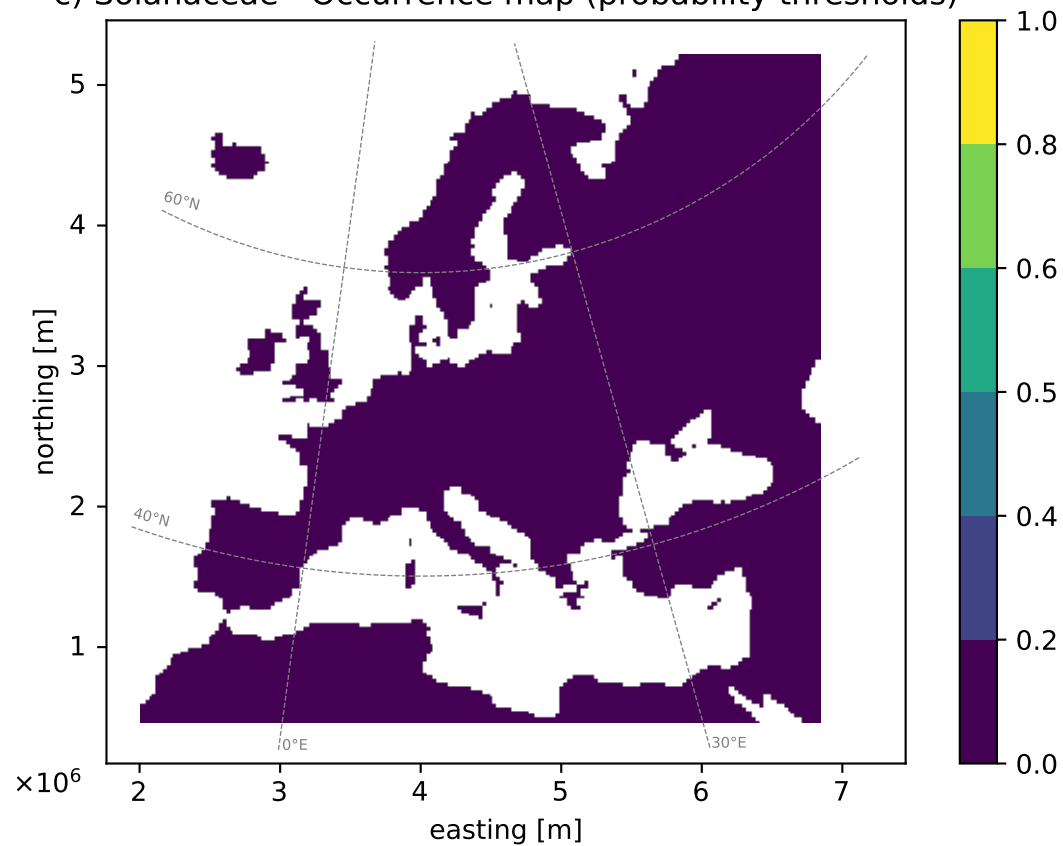 c) Solanaceae - Occurrence map (probability thresholds)
1.0
0.8
0.6
0.5
0.4
0.2
0.0
5
4
3
2
1
northing [m]
60°N
40°N
0°E
30°E
×10⁶
2 3 4 5 6 7
easting [m]